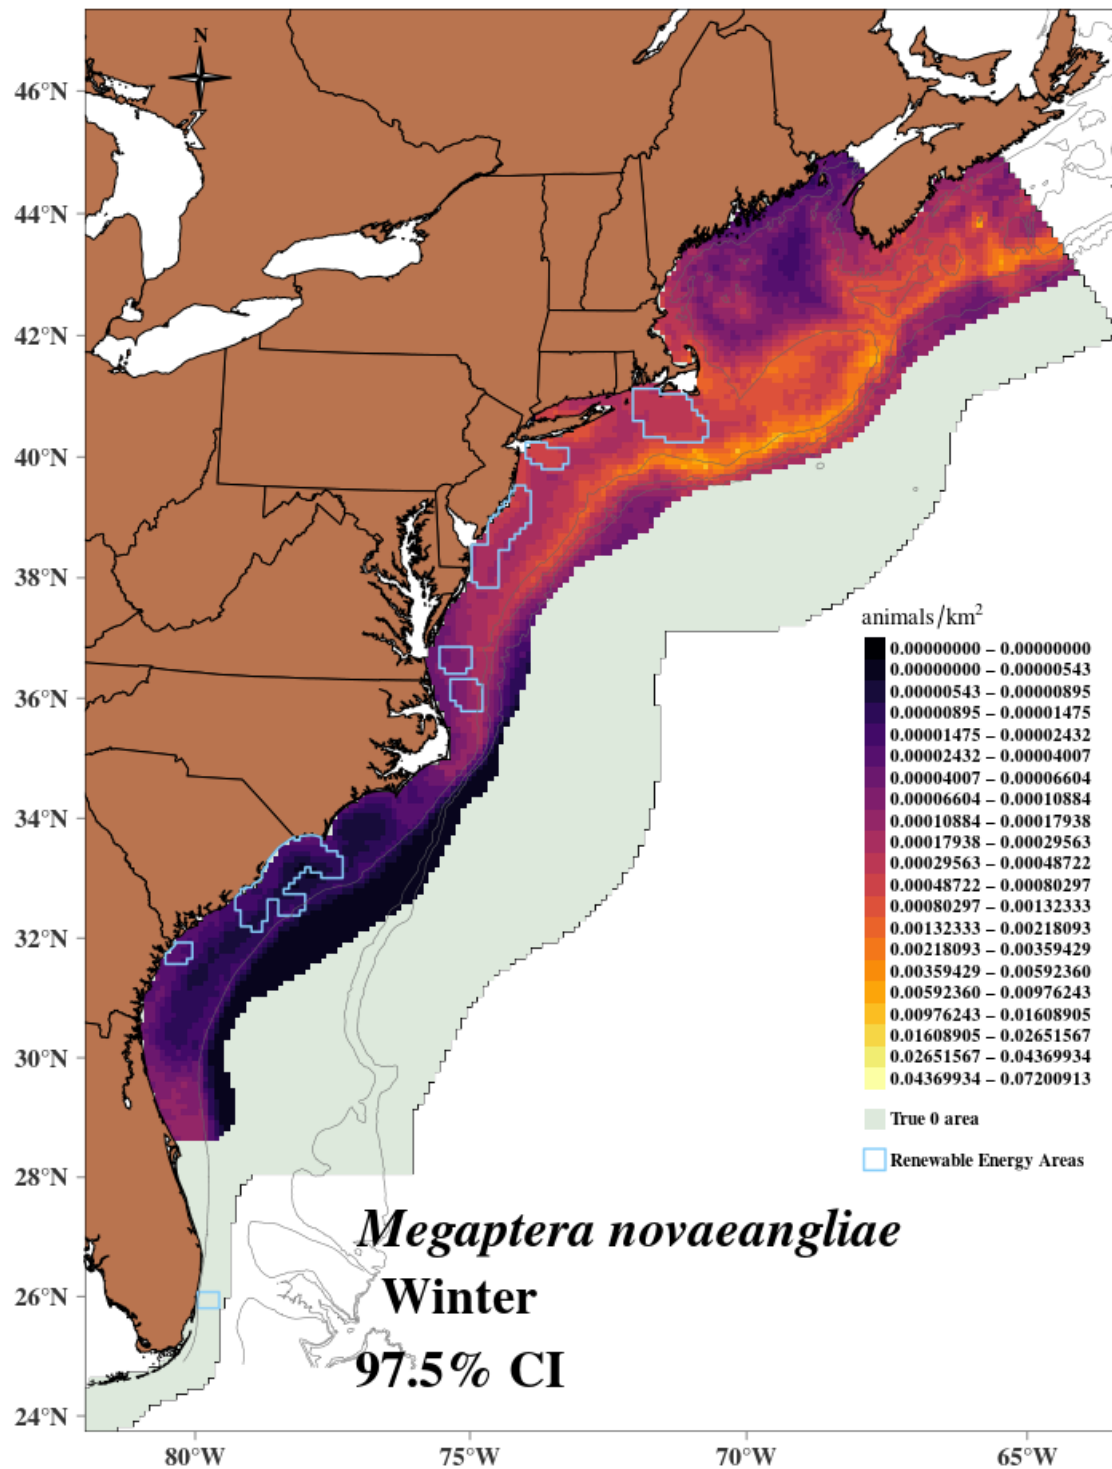 N
46°N
44°N
42°N
40°N
38°N
36°N
34°N
32°N
30°N
28°N
26°N
24°N
animals/km²
0.00000000 – 0.00000000
0.00000000 – 0.00000543
0.00000543 – 0.00000895
0.00000895 – 0.00001475
0.00001475 – 0.00002432
0.00002432 – 0.00004007
0.00004007 – 0.00006604
0.00006604 – 0.00010884
0.00010884 – 0.00017938
0.00017938 – 0.00029563
0.00029563 – 0.00048722
0.00048722 – 0.00080297
0.00080297 – 0.00132333
0.00132333 – 0.00218093
0.00218093 – 0.00359429
0.00359429 – 0.00592360
0.00592360 – 0.00976243
0.00976243 – 0.01608905
0.01608905 – 0.02651567
0.02651567 – 0.04369934
0.04369934 – 0.07200913
True 0 area
Renewable Energy Areas
Megaptera novaeangliae
Winter
97.5% CI
80°W
75°W
70°W
65°W